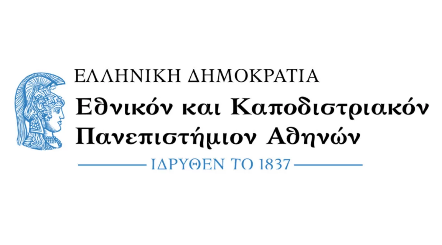 ΕΛΛΗΝΙΚΗ ΔΗΜΟΚΡΑΤΙΑ
Εθνικόν και Καποδιστριακόν
Πανεπιστήμιον Αθηνών
ΙΔΡΥΘΕΝ ΤΟ 1837